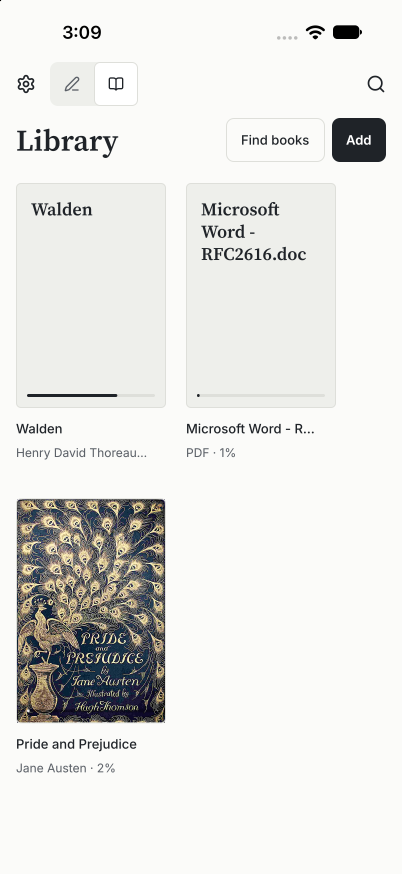 3:09
Library
Find books
Add
Walden
Microsoft
Word -
RFC2616.doc
Walden
Henry David Thoreau...
Microsoft Word - R...
PDF · 1%
PRIDE
and
PREJUDICE
by
Jane Austen
Illustrated by
Hugh Thomson
Pride and Prejudice
Jane Austen · 2%